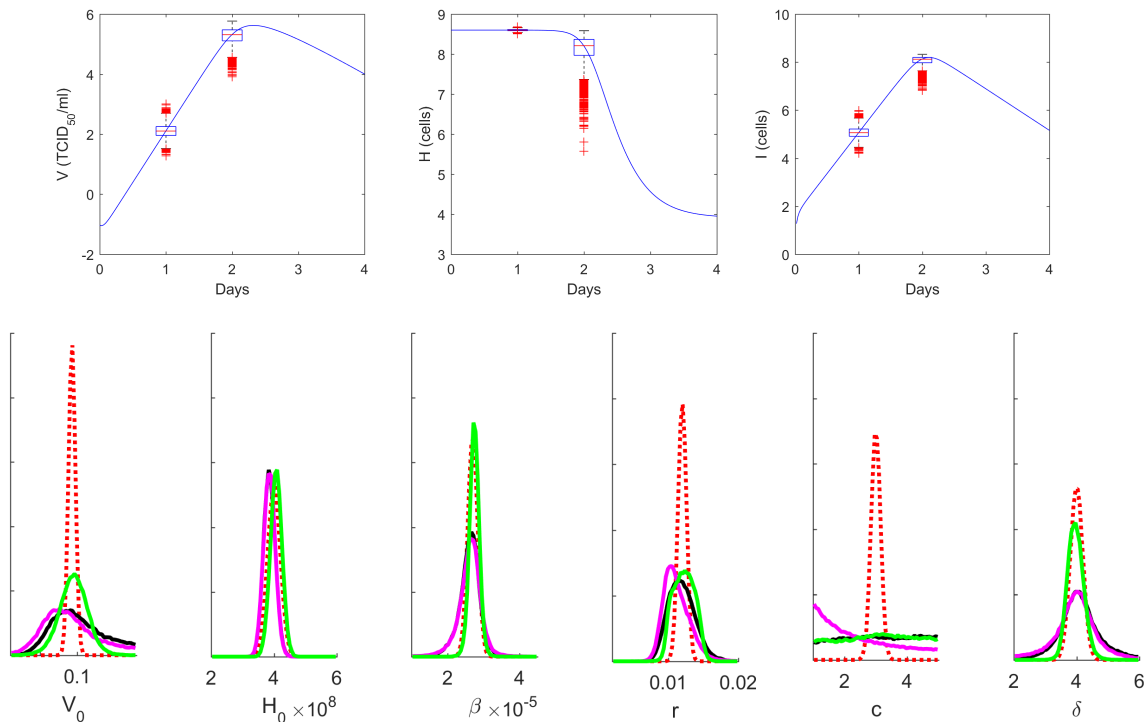 V (TCID50/ml)
6
4
2
0
-2
0 1 2 3 4
Days
H (cells)
9
8
7
6
5
4
3
0 1 2 3 4
Days
I (cells)
10
8
6
4
2
0
0 1 2 3 4
Days
0.1
V0
2 4 6
H0 ×10^8
2 4
β ×10^-5
0.01 0.02
r
2 4
c
2 4 6
δ